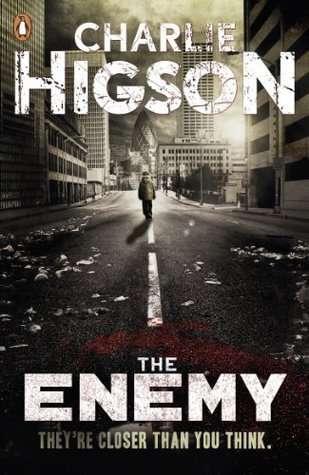 CHARLIE
HIGSON
THE
ENEMY
THEY'RE CLOSER THAN YOU THINK.